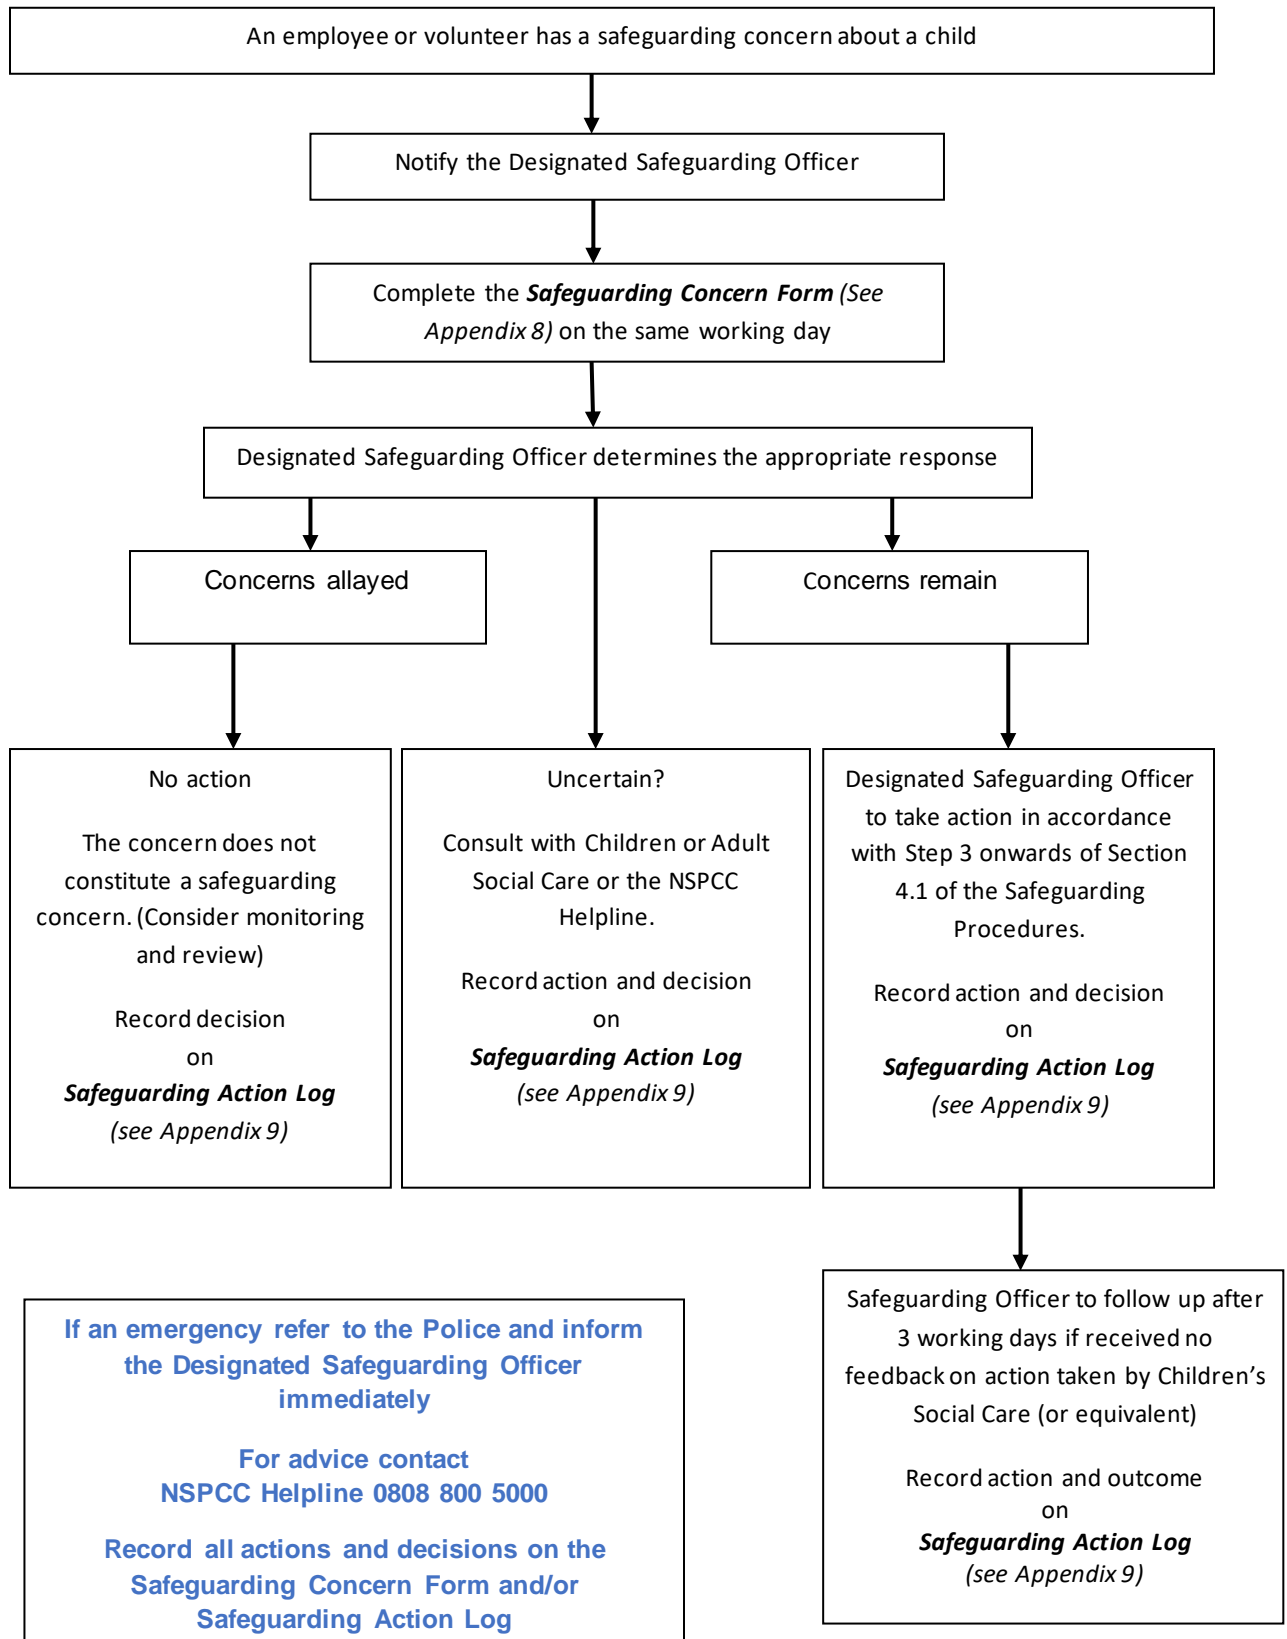 An employee or volunteer has a safeguarding concern about a child
Notify the Designated Safeguarding Officer
Complete the Safeguarding Concern Form (See
Appendix 8) on the same working day
Designated Safeguarding Officer determines the appropriate response
Concerns allayed
Concerns remain
No action
The concern does not
constitute a safeguarding
concern. (Consider monitoring
and review)
Record decision
on
Safeguarding Action Log
(see Appendix 9)
Uncertain?
Consult with Children or Adult
Social Care or the NSPCC
Helpline.
Record action and decision
on
Safeguarding Action Log
(see Appendix 9)
Designated Safeguarding Officer
to take action in accordance
with Step 3 onwards of Section
4.1 of the Safeguarding
Procedures.
Record action and decision
on
Safeguarding Action Log
(see Appendix 9)
Safeguarding Officer to follow up after
3 working days if received no
feedback on action taken by Children’s
Social Care (or equivalent)
Record action and outcome
on
Safeguarding Action Log
(see Appendix 9)
If an emergency refer to the Police and inform
the Designated Safeguarding Officer
immediately
For advice contact
NSPCC Helpline 0808 800 5000
Record all actions and decisions on the
Safeguarding Concern Form and/or
Safeguarding Action Log